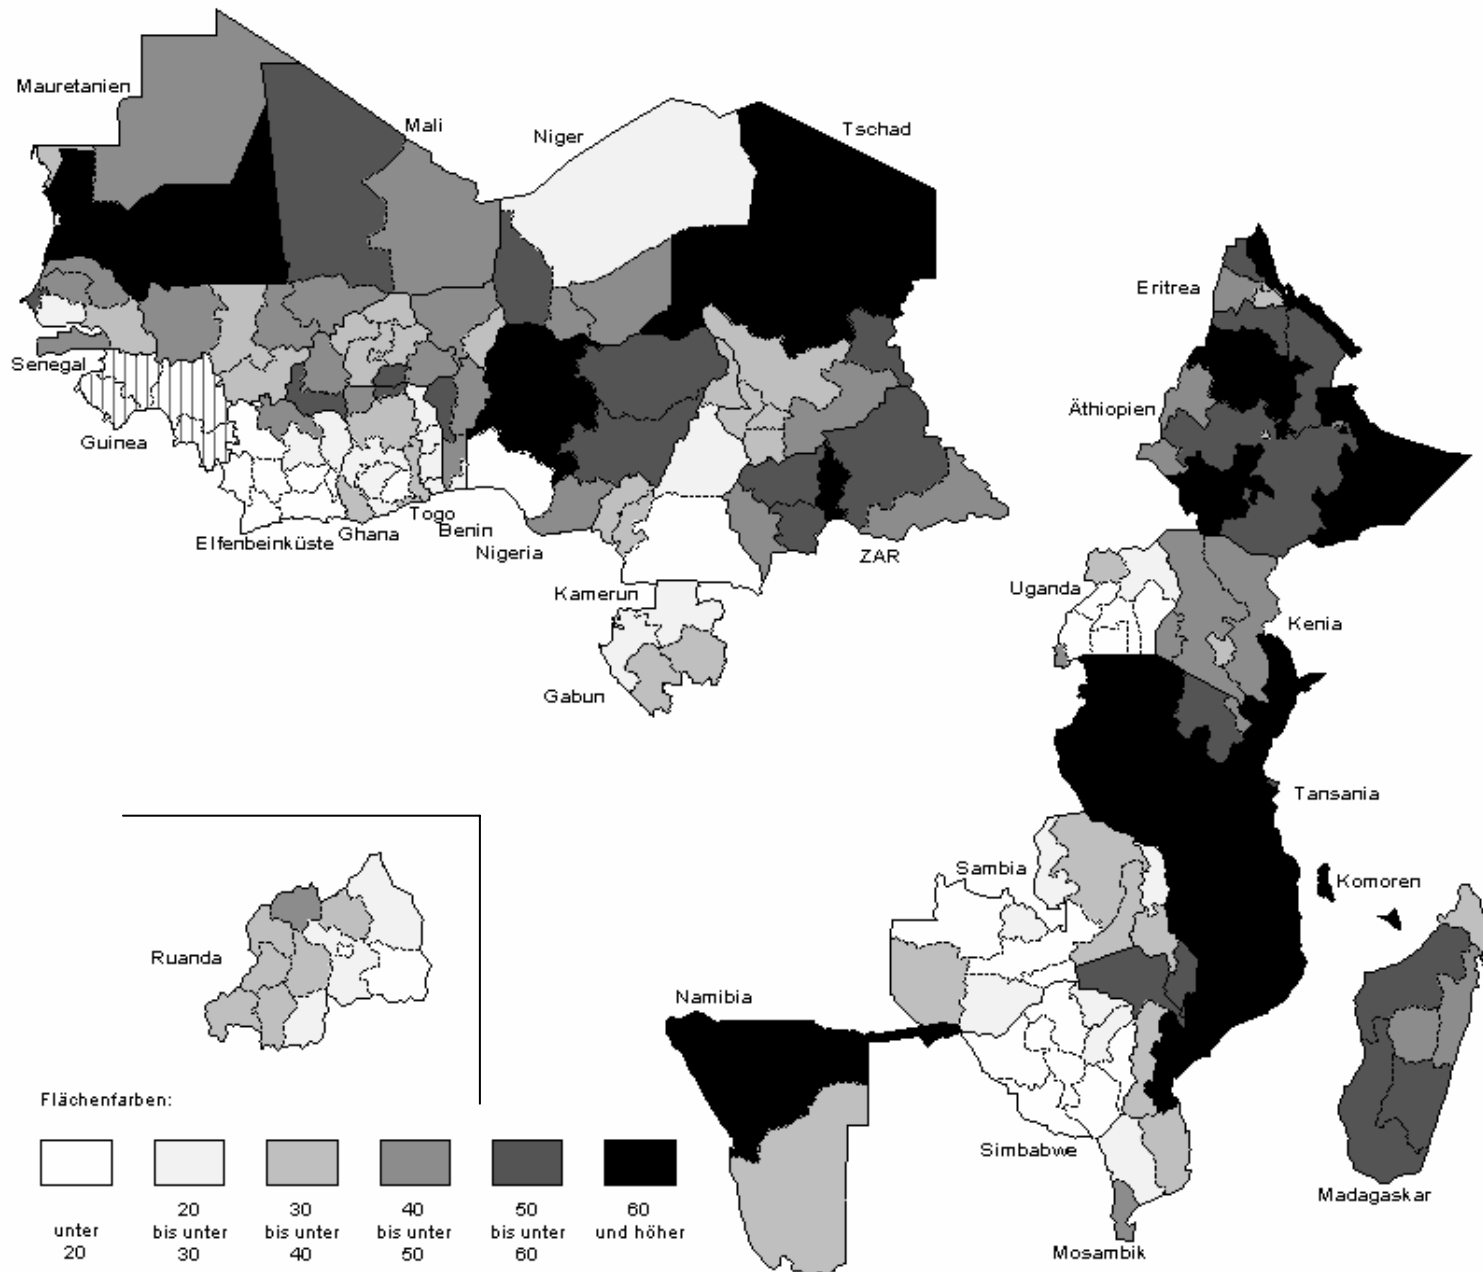 Mauretanien
Mali
Niger
Tschad
Eritrea
Senegal
Äthiopien
Guinea
Togo
Elfenbeinküste
Ghana
Benin
Nigeria
ZAR
Kamerun
Uganda
Kenia
Gabun
Tansania
Sambia
Komoren
Ruanda
Namibia
Simbabwe
Madagaskar
Mosambik
Flächenfarben:
unter
20
20
bis unter
30
30
bis unter
40
40
bis unter
50
50
bis unter
60
60
und höher